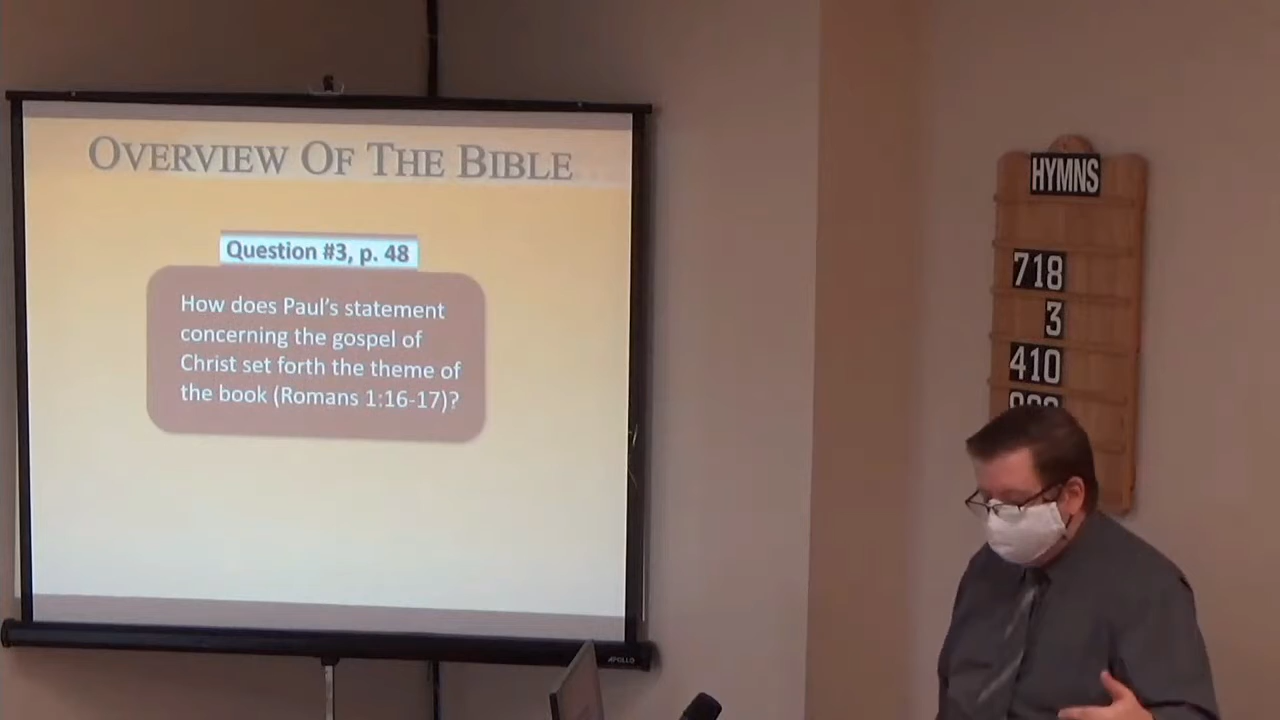 OVERVIEW OF THE BIBLE
Question #3, p. 48
How does Paul's statement
concerning the gospel of
Christ set forth the theme of
the book (Romans 1:16-17)?
HYMNS
718
3
410
APOLLO